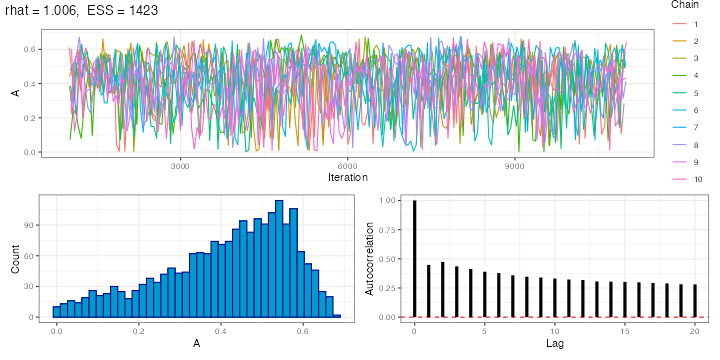 rhat = 1.006,  ESS = 1423
Chain
1
2
3
4
5
6
7
8
9
10
0.6
0.4
0.2
0.0
A
3000 6000 9000
Iteration
90
60
30
0
Count
0.0 0.2 0.4 0.6
A
1.00
0.75
0.50
0.25
0.00
Autocorrelation
0 5 10 15 20
Lag